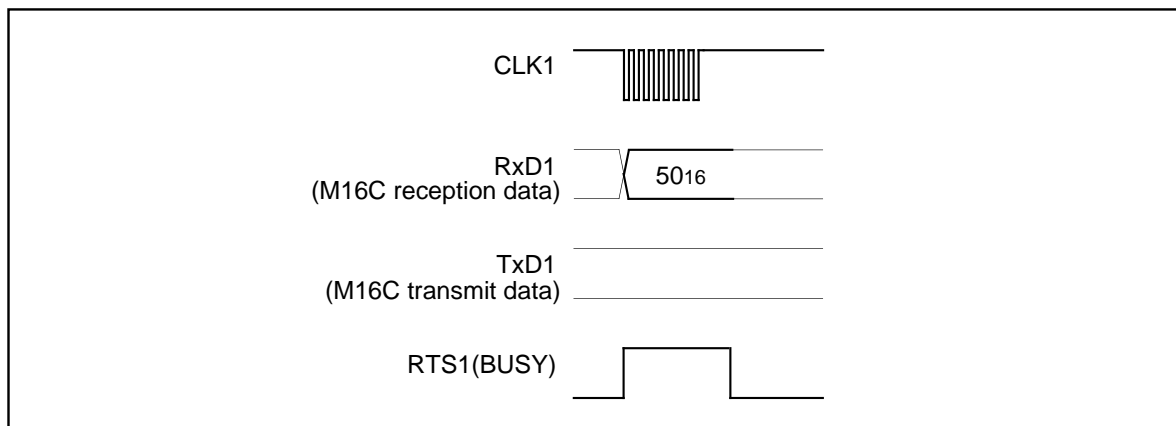 CLK1
RxD1
(M16C reception data)
5016
TxD1
(M16C transmit data)
RTS1(BUSY)